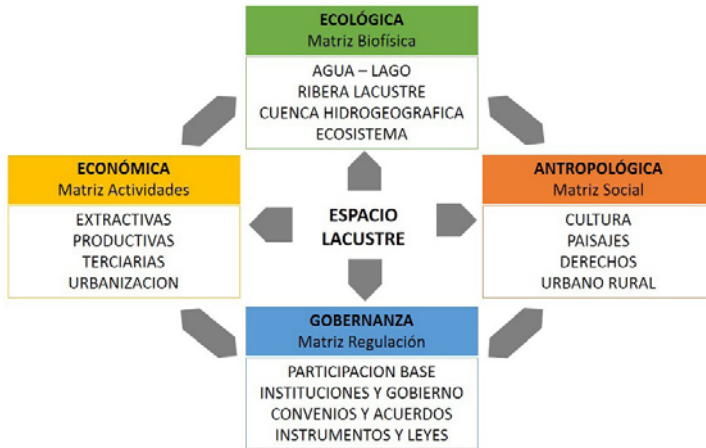 ECOLÓGICA
Matriz Biofísica
AGUA – LAGO
RIBERA LACUSTRE
CUENCA HIDROGEOGRAFICA
ECOSISTEMA
ECONÓMICA
Matriz Actividades
EXTRACTIVAS
PRODUCTIVAS
TERCIARIAS
URBANIZACION
ESPACIO
LACUSTRE
ANTROPOLÓGICA
Matriz Social
CULTURA
PAISAJES
DERECHOS
URBANO RURAL
GOBERNANZA
Matriz Regulación
PARTICIPACION BASE
INSTITUCIONES Y GOBIERNO
CONVENIOS Y ACUERDOS
INSTRUMENTOS Y LEYES